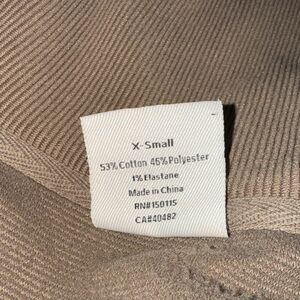 X-Small
53% Cotton 46% Polyester
1% Elastane
Made in China
RN#150115
CA#40482